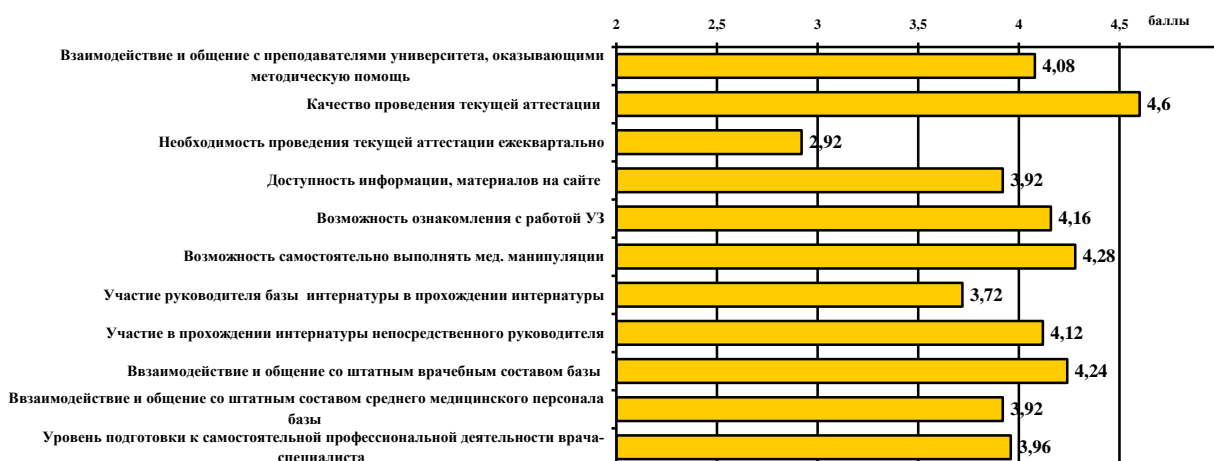 2 2,5 3 3,5 4 4,5 баллы
Взаимодействие и общение с преподавателями университета, оказывающими
методическую помощь
4,08
Качество проведения текущей аттестации
4,6
Необходимость проведения текущей аттестации ежеквартально
2,92
Доступность информации, материалов на сайте
3,92
Возможность ознакомления с работой УЗ
4,16
Возможность самостоятельно выполнять мед. манипуляции
4,28
Участие руководителя базы интернатуры в прохождении интернатуры
3,72
Участие в прохождении интернатуры непосредственного руководителя
4,12
Ввзаимодействие и общение со штатным врачебным составом базы
4,24
Ввзаимодействие и общение со штатным составом среднего медицинского персонала
базы
3,92
Уровень подготовки к самостоятельной профессиональной деятельности врача-
специалиста
3,96